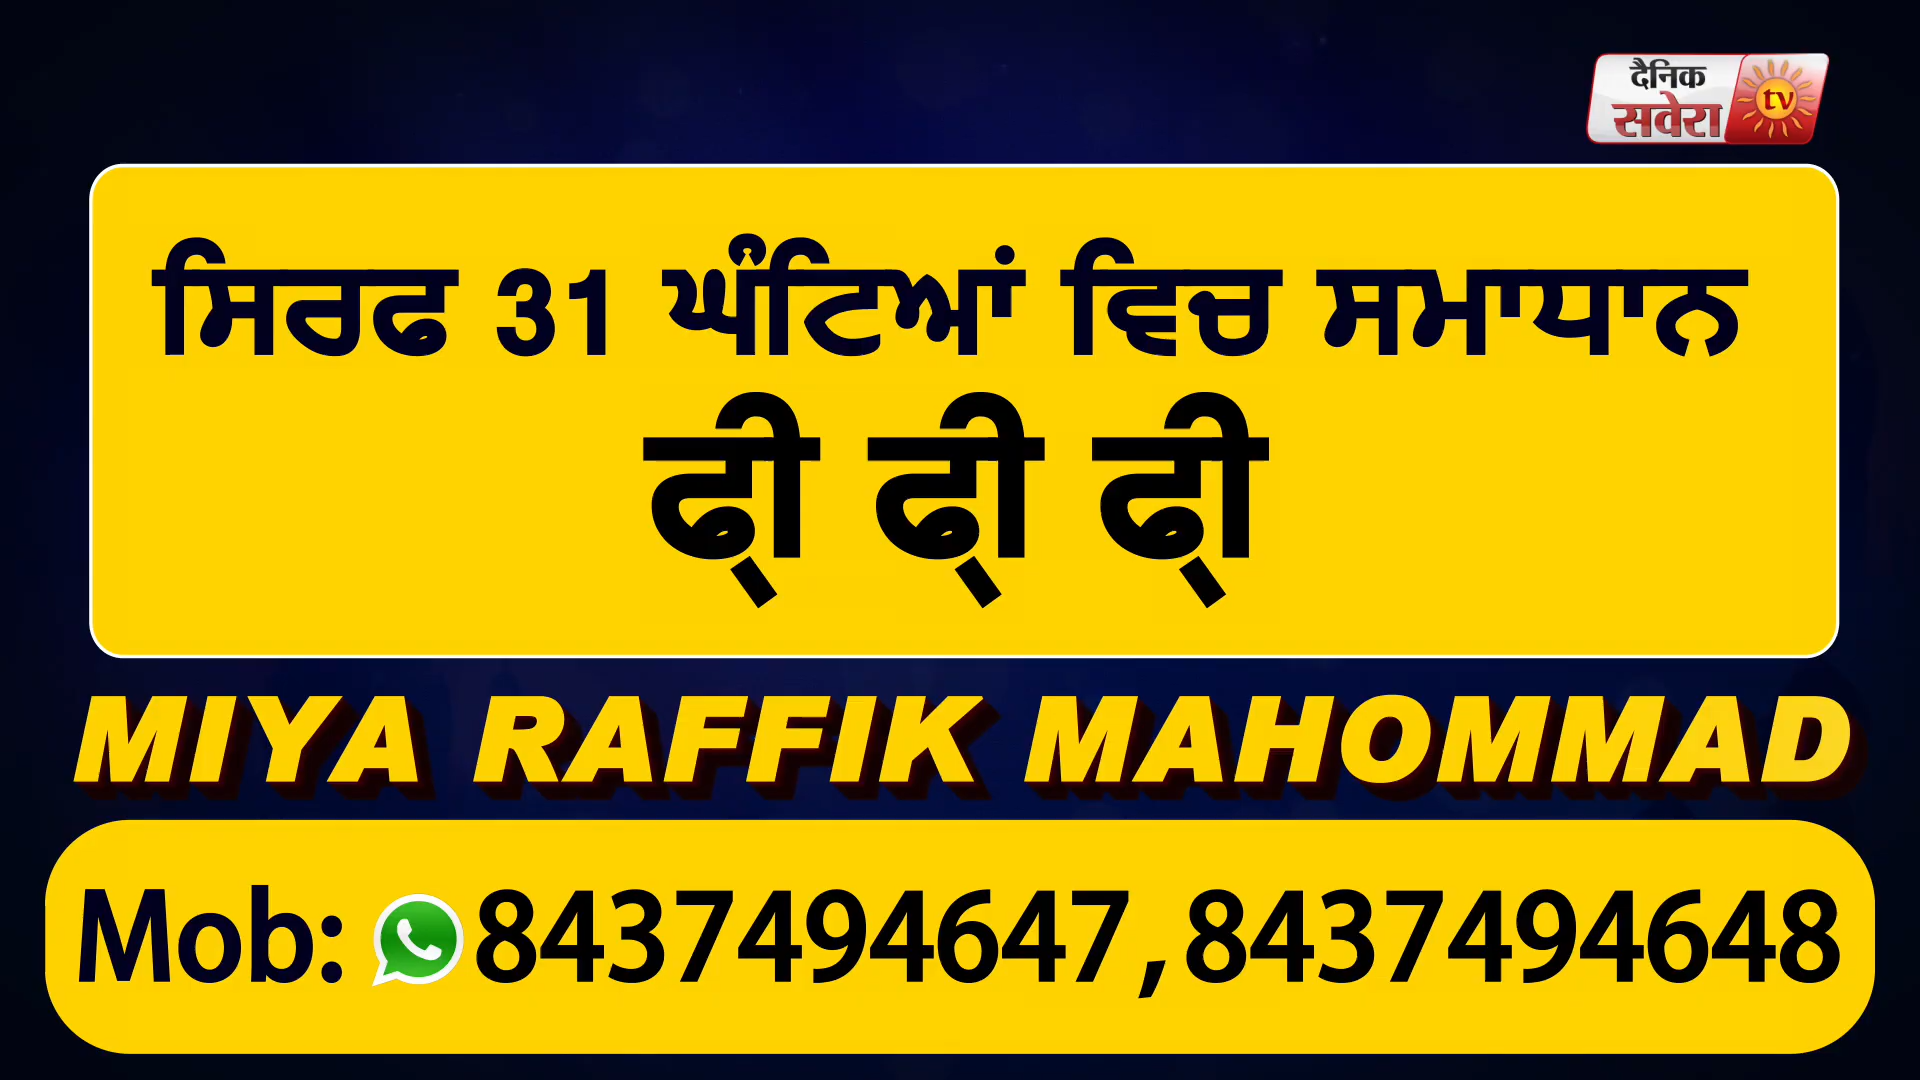 दैनिक
सवेरा tv
ਸਿਰਫ 31 ਘੰਟਿਆਂ ਵਿਚ ਸਮਾਧਾਨ
ਫ੍ਰੀ ਫ੍ਰੀ ਫ੍ਰੀ
MIYA RAFFIK MAHOMMAD
Mob: 8437494647, 8437494648